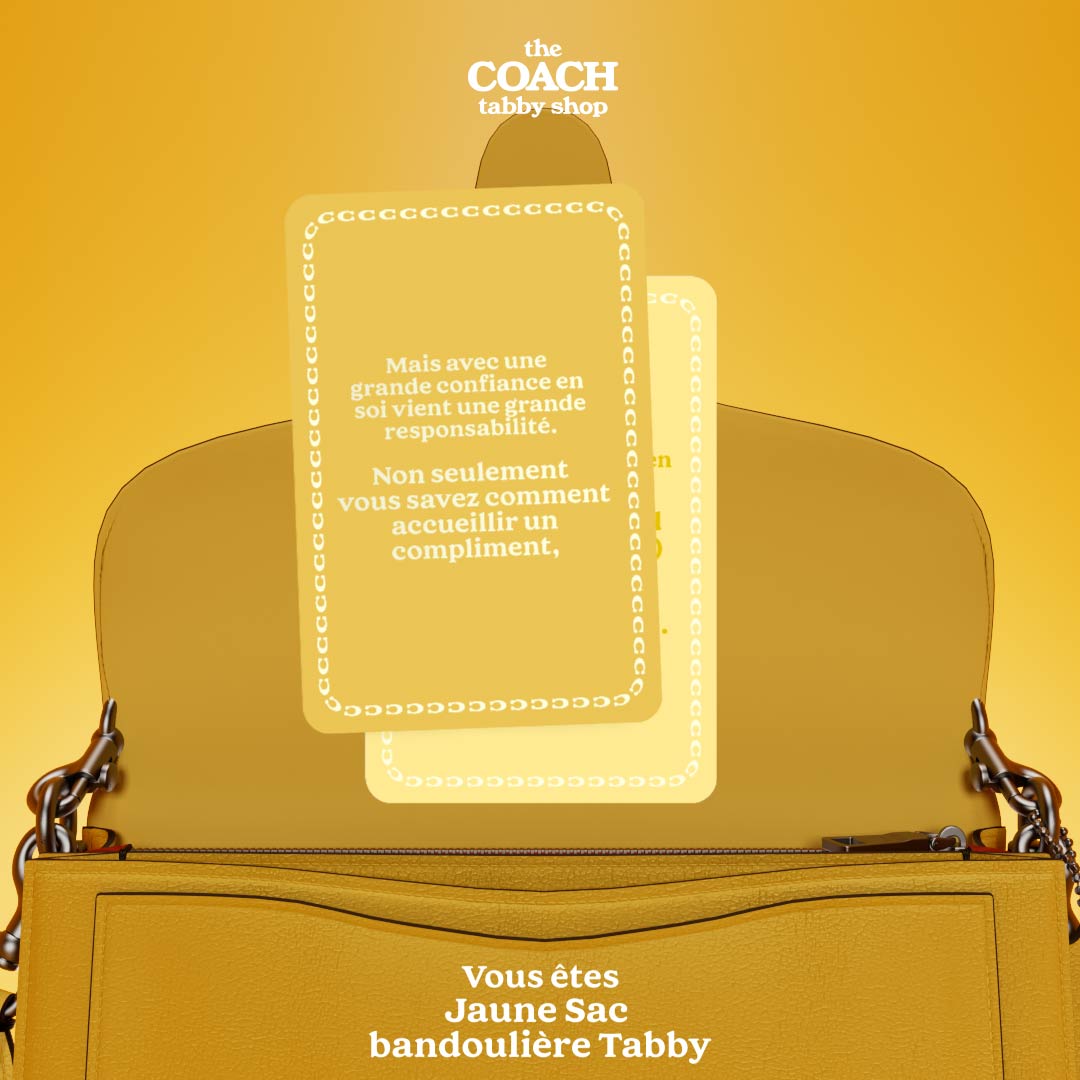 the
COACH
tabby shop
Mais avec une
grande confiance en
soi vient une grande
responsabilité.
Non seulement
vous savez comment
accueillir un
compliment,
Vous êtes
Jaune Sac
bandoulière Tabby